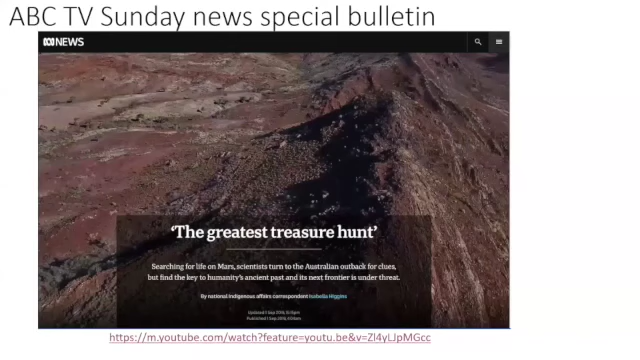 ABC TV Sunday news special bulletin
NEWS
'The greatest treasure hunt'
Searching for life on Mars, scientists turn to the Australian outback for clues,
but find the key to humanity's ancient past and its next frontier is under threat.
By national Indigenous affairs correspondent Isabella Higgins
https://m.youtube.com/watch?feature=youtu.be&v=Zl4yLJpMGcc